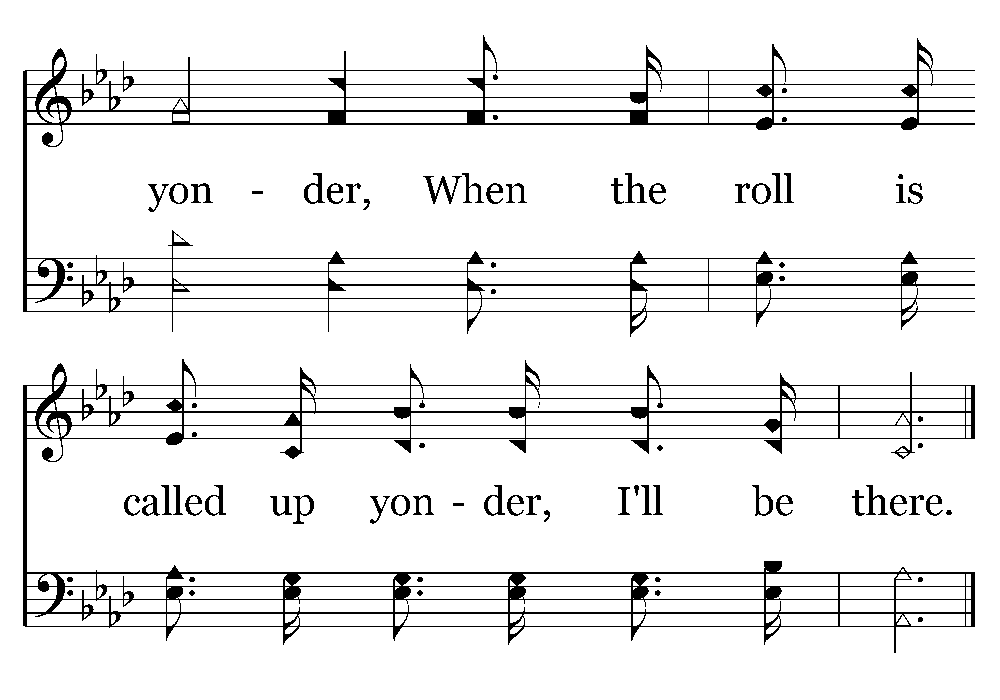 yon - der, When the roll is
called up yon - der, I'll be there.